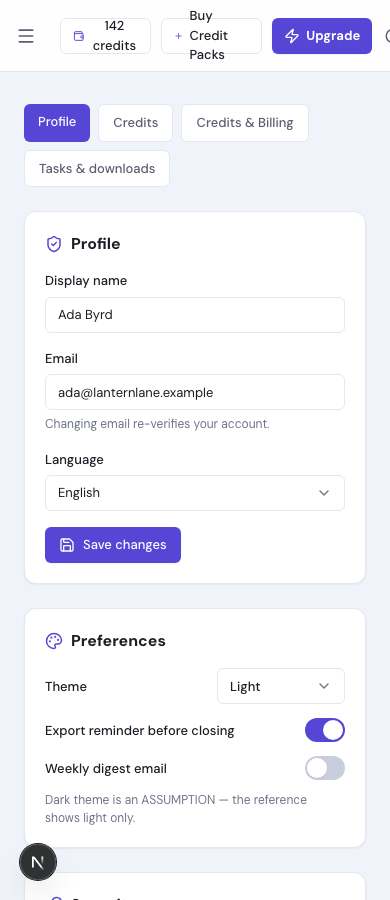 142
credits
Buy
Credit
Packs
Upgrade
Profile
Credits
Credits & Billing
Tasks & downloads
Profile
Display name
Ada Byrd
Email
ada@lanternlane.example
Changing email re-verifies your account.
Language
English
Save changes
Preferences
Theme
Light
Export reminder before closing
Weekly digest email
Dark theme is an ASSUMPTION — the reference
shows light only.
N